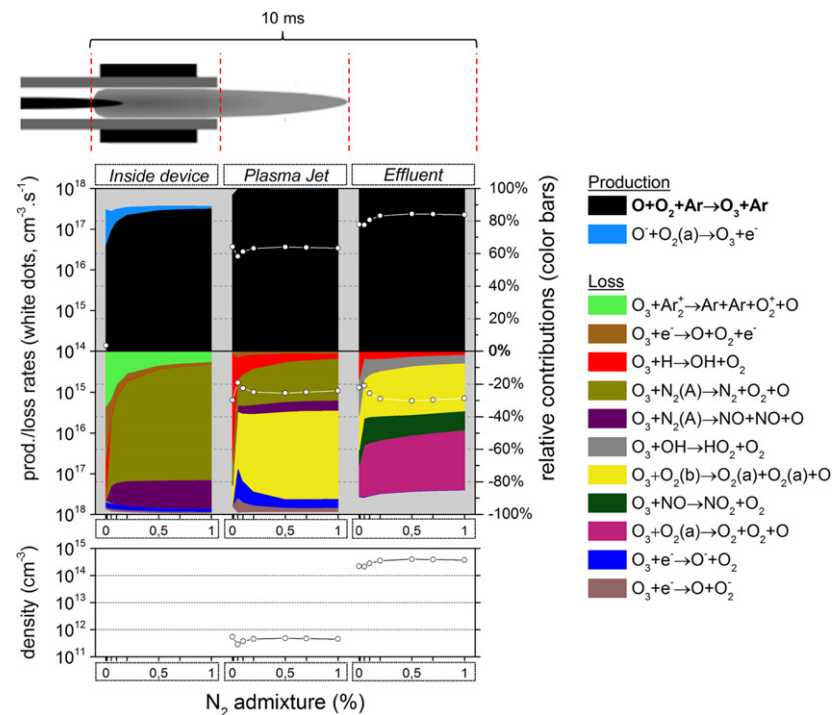 10 ms
Inside device
Plasma Jet
Effluent
prod./loss rates (white dots, cm⁻³.s⁻¹)
10¹⁸
10¹⁷
10¹⁶
10¹⁵
10¹⁴
10¹⁵
10¹⁶
10¹⁷
10¹⁸
100%
80%
60%
40%
20%
0%
-20%
-40%
-60%
-80%
-100%
relative contributions (color bars)
0 0,5 1 0 0,5 1 0 0,5 1
density (cm⁻³)
10¹⁵
10¹⁴
10¹³
10¹²
10¹¹
0 0,5 1 0 0,5 1 0 0,5 1
N₂ admixture (%)
Production
O+O₂+Ar→O₃+Ar
O⁻+O₂(a)→O₃+e⁻
Loss
O₃+Ar₂⁺→Ar+Ar+O₂⁺+O
O₃+e⁻→O+O₂+e⁻
O₃+H→OH+O₂
O₃+N₂(A)→N₂+O₂+O
O₃+N₂(A)→NO+NO+O
O₃+OH→HO₂+O₂
O₃+O₂(b)→O₂(a)+O₂(a)+O
O₃+NO→NO₂+O₂
O₃+O₂(a)→O₂+O₂+O
O₃+e⁻→O⁻+O₂
O₃+e⁻→O+O₂⁻